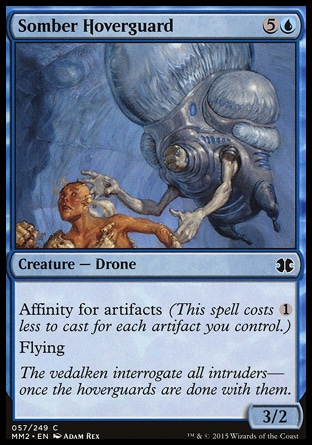 Somber Hoverguard 5
Creature — Drone
Affinity for artifacts (This spell costs 1
less to cast for each artifact you control.)
Flying
The vedalken interrogate all intruders—
once the hoverguards are done with them.
057/249 C
MM2 • EN Adam Rex
™ & © 2015 Wizards of the Coast
3/2